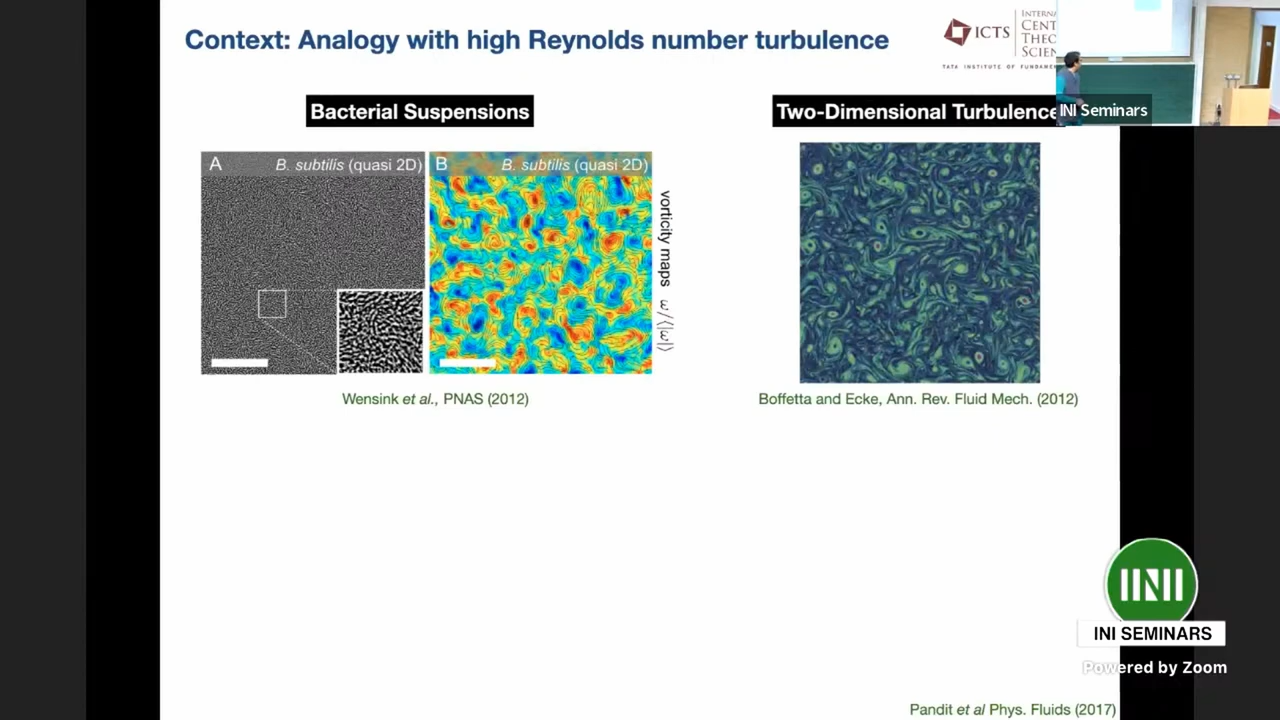 Context: Analogy with high Reynolds number turbulence
ICTS
INTERNA
CENT
THEO
SCIEN
TATA INSTITUTE OF FUNDAME
INI Seminars
Bacterial Suspensions
Two-Dimensional Turbulence
A B. subtilis (quasi 2D)
B B. subtilis (quasi 2D)
vorticity maps ω/⟨|ω|⟩
Wensink et al., PNAS (2012)
Boffetta and Ecke, Ann. Rev. Fluid Mech. (2012)
INI SEMINARS
Powered by Zoom
Pandit et al Phys. Fluids (2017)